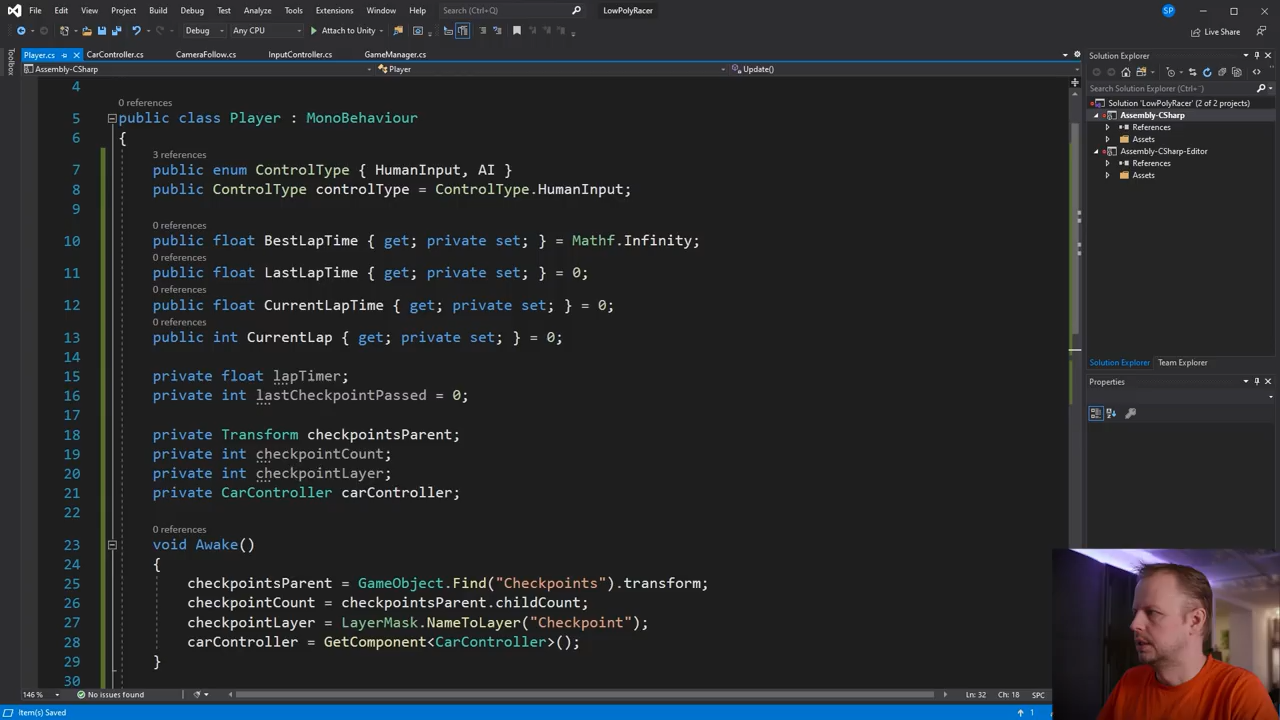 File Edit View Git Project Build Debug Test Analyze Tools Extensions Window Help Search (Ctrl+Q) LowPolyRacer SP
Debug Any CPU Attach to Unity Live Share
Player.cs CarController.cs CameraFollow.cs InputController.cs GameManager.cs
Assembly-CSharp Player Update()
Toolbox
4
0 references
5 public class Player : MonoBehaviour
6 {
3 references
7 public enum ControlType { HumanInput, AI }
8 public ControlType controlType = ControlType.HumanInput;
9
0 references
10 public float BestLapTime { get; private set; } = Mathf.Infinity;
0 references
11 public float LastLapTime { get; private set; } = 0;
0 references
12 public float CurrentLapTime { get; private set; } = 0;
0 references
13 public int CurrentLap { get; private set; } = 0;
14
15 private float lapTimer;
16 private int lastCheckpointPassed = 0;
17
18 private Transform checkpointsParent;
19 private int checkpointCount;
20 private int checkpointLayer;
21 private CarController carController;
22
0 references
23 void Awake()
24 {
25 checkpointsParent = GameObject.Find("Checkpoints").transform;
26 checkpointCount = checkpointsParent.childCount;
27 checkpointLayer = LayerMask.NameToLayer("Checkpoint");
28 carController = GetComponent<CarController>();
29 }
30
146 % No issues found Ln: 32 Ch: 18 SPC
Item(s) Saved 1
Solution Explorer
Search Solution Explorer (Ctrl+¨)
Solution 'LowPolyRacer' (2 of 2 projects)
Assembly-CSharp
References
Assets
Assembly-CSharp-Editor
References
Assets
Solution Explorer Team Explorer
Properties